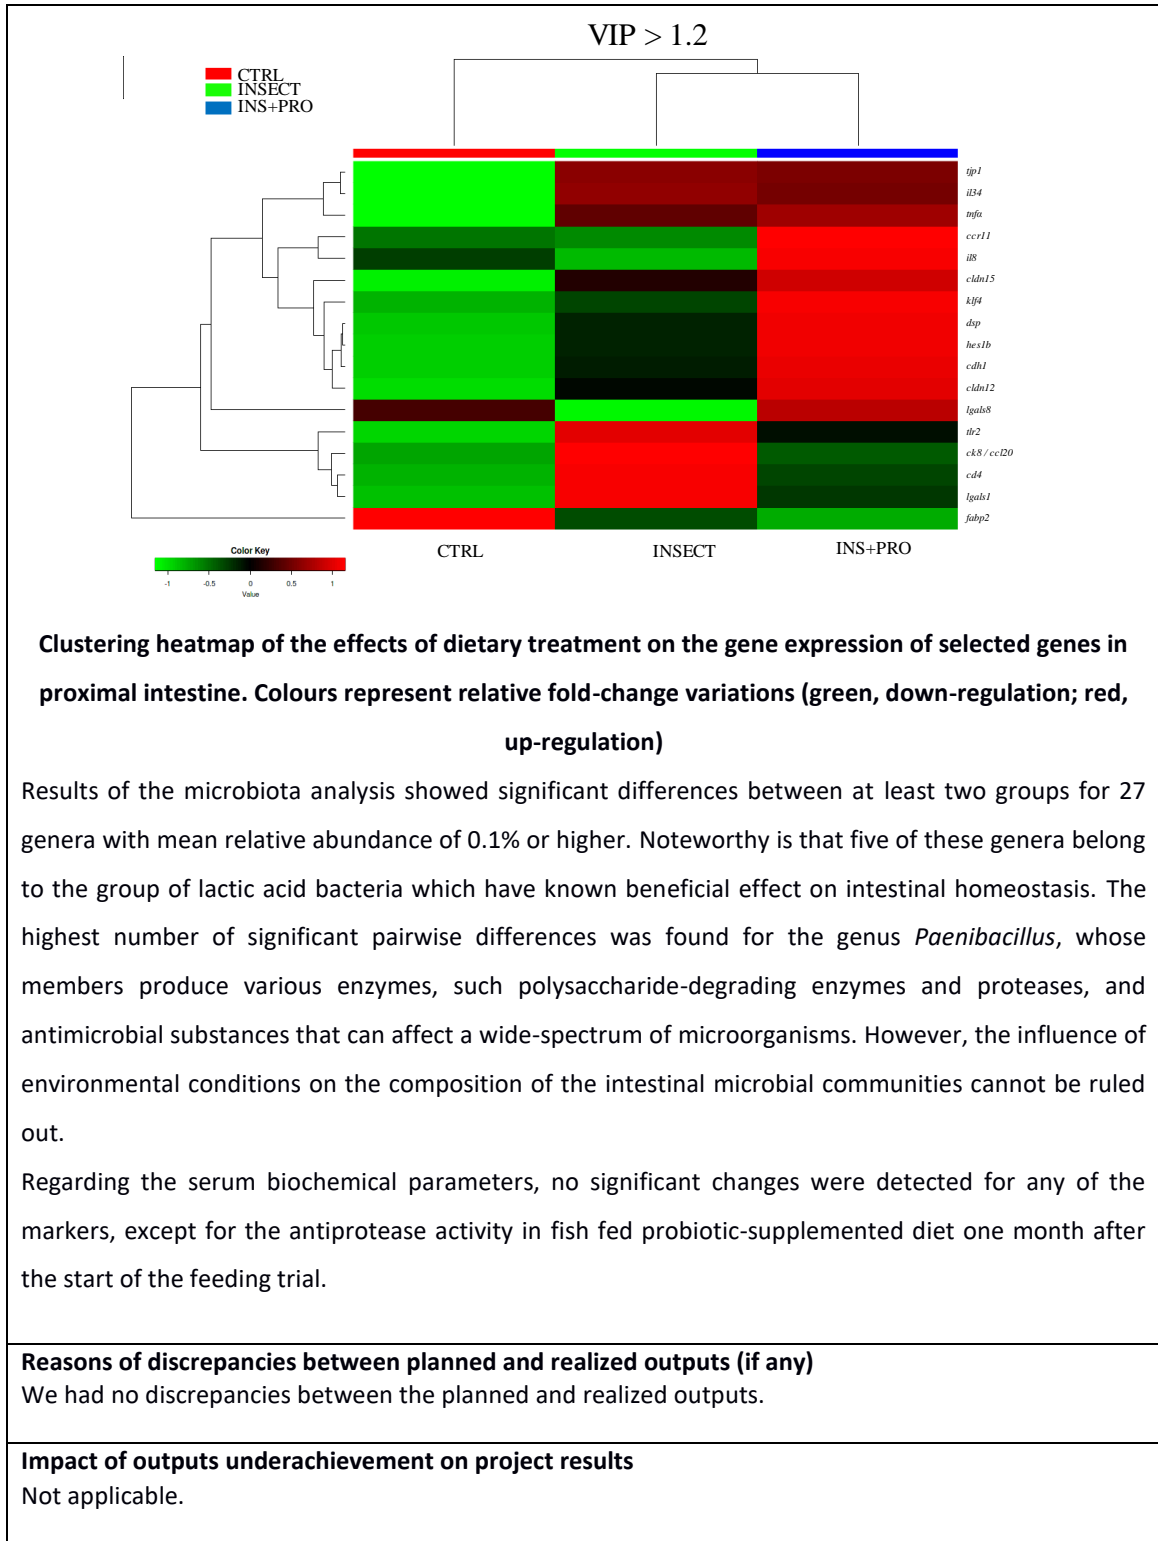 VIP > 1.2
CTRL
INSECT
INS+PRO
tjp1
il34
tnfα
ccr11
il8
cldn15
klf4
dsp
hes1b
cdh1
cldn12
lgals8
tlr2
ck8 / ccl20
cd4
lgals1
fabp2
CTRL INSECT INS+PRO
Color Key
-1 -0.5 0 0.5 1
Value
Clustering heatmap of the effects of dietary treatment on the gene expression of selected genes in
proximal intestine. Colours represent relative fold-change variations (green, down-regulation; red,
up-regulation)
Results of the microbiota analysis showed significant differences between at least two groups for 27
genera with mean relative abundance of 0.1% or higher. Noteworthy is that five of these genera belong
to the group of lactic acid bacteria which have known beneficial effect on intestinal homeostasis. The
highest number of significant pairwise differences was found for the genus Paenibacillus, whose
members produce various enzymes, such polysaccharide-degrading enzymes and proteases, and
antimicrobial substances that can affect a wide-spectrum of microorganisms. However, the influence of
environmental conditions on the composition of the intestinal microbial communities cannot be ruled
out.
Regarding the serum biochemical parameters, no significant changes were detected for any of the
markers, except for the antiprotease activity in fish fed probiotic-supplemented diet one month after
the start of the feeding trial.
Reasons of discrepancies between planned and realized outputs (if any)
We had no discrepancies between the planned and realized outputs.
Impact of outputs underachievement on project results
Not applicable.